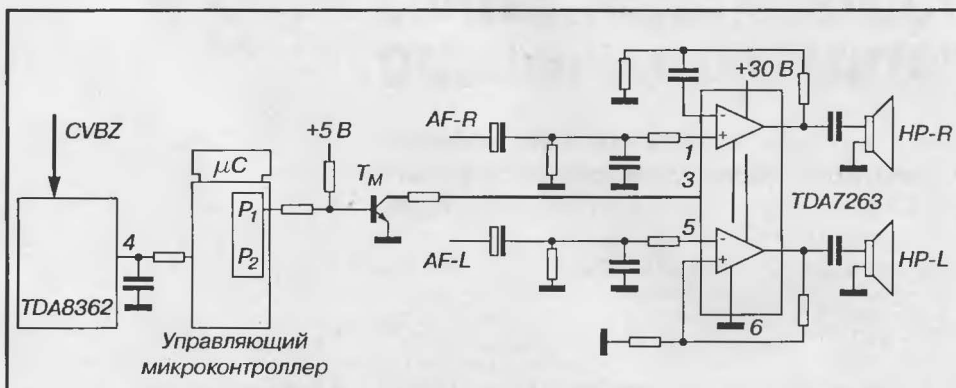 CVBZ
4
TDA8362
μC
P1
P2
Управляющий
микроконтроллер
+5 В
TМ
AF-R
AF-L
1
3
5
6
+30 В
-
+
-
+
TDA7263
HP-R
HP-L